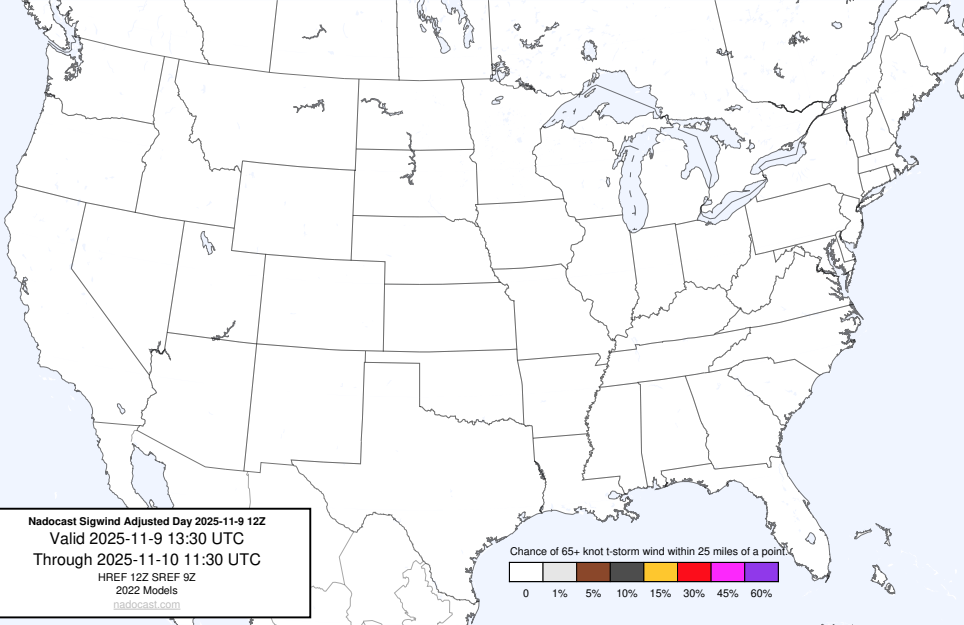 Nadocast Sigwind Adjusted Day 2025-11-9 12Z
Valid 2025-11-9 13:30 UTC
Through 2025-11-10 11:30 UTC
HREF 12Z SREF 9Z
2022 Models
nadocast.com
Chance of 65+ knot t-storm wind within 25 miles of a point.
0 1% 5% 10% 15% 30% 45% 60%